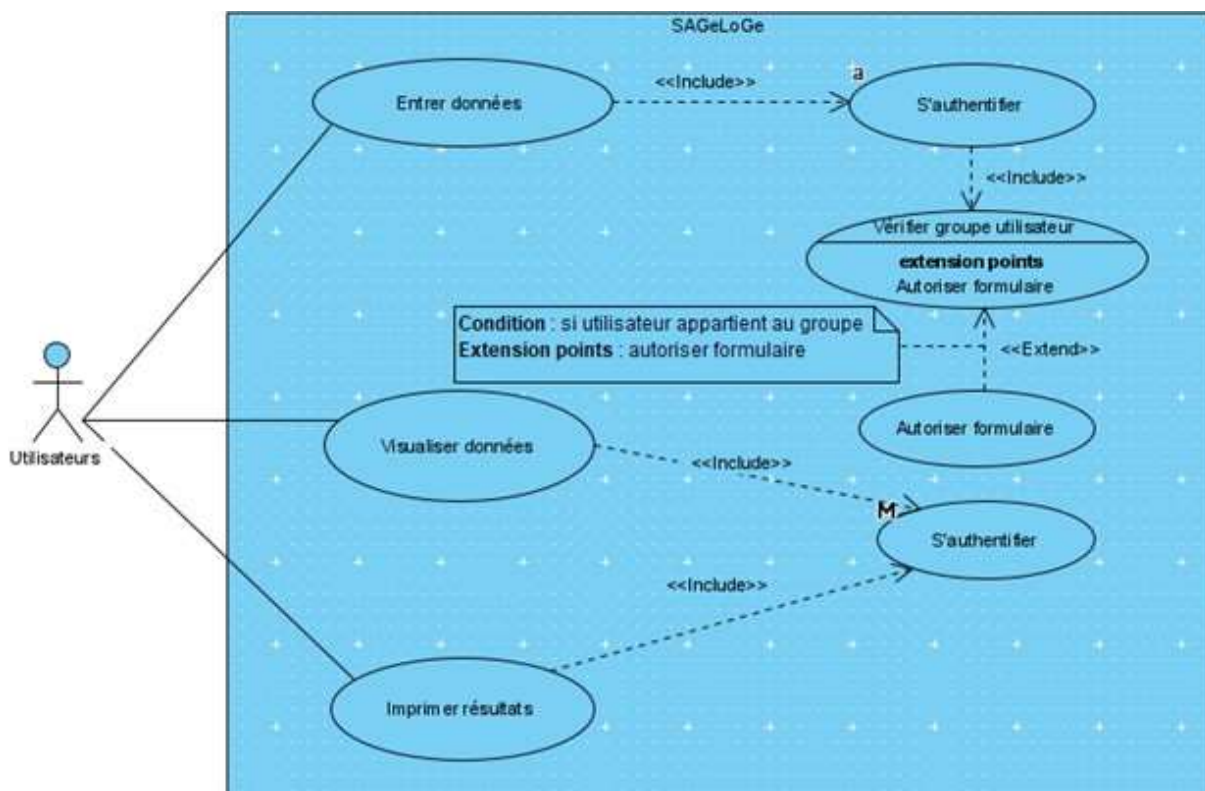 SAGeLoGe
Entrer données
<<Include>>
a
S'authentifier
<<Include>>
Vérifier groupe utilisateur
extension points
Autoriser formulaire
Condition : si utilisateur appartient au groupe
Extension points : autoriser formulaire
<<Extend>>
Autoriser formulaire
Utilisateurs
Visualiser données
<<Include>>
M
S'authentifier
<<Include>>
Imprimer résultats